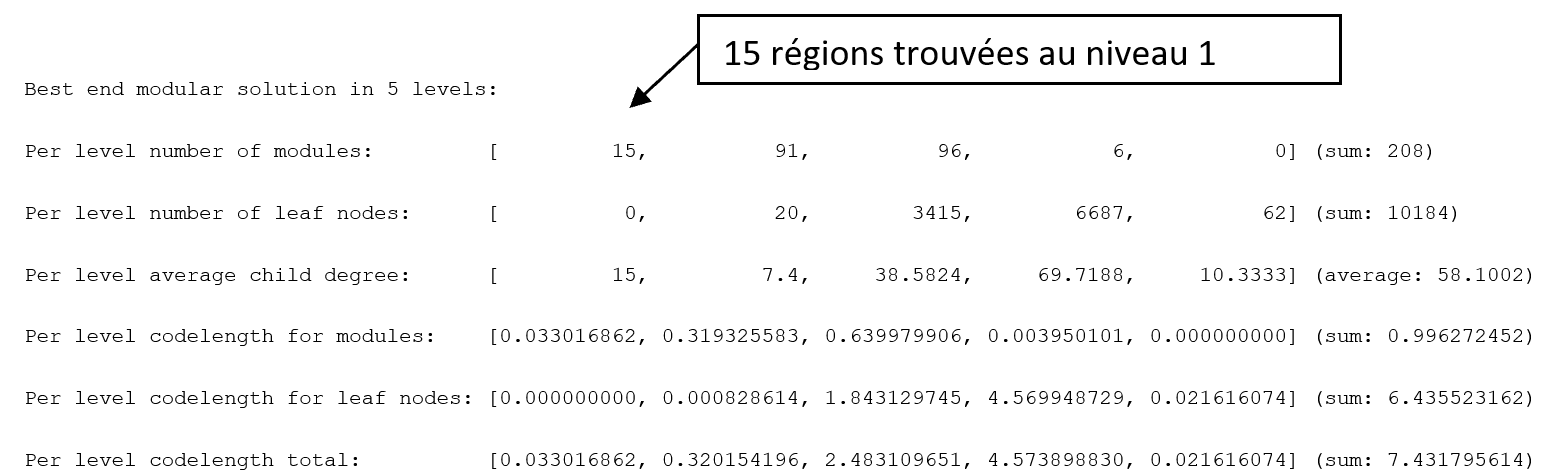 15 régions trouvées au niveau 1
Best end modular solution in 5 levels:
Per level number of modules: [ 15, 91, 96, 6, 0] (sum: 208)
Per level number of leaf nodes: [ 0, 20, 3415, 6687, 62] (sum: 10184)
Per level average child degree: [ 15, 7.4, 38.5824, 69.7188, 10.3333] (average: 58.1002)
Per level codelength for modules: [0.033016862, 0.319325583, 0.639979906, 0.003950101, 0.000000000] (sum: 0.996272452)
Per level codelength for leaf nodes: [0.000000000, 0.000828614, 1.843129745, 4.569948729, 0.021616074] (sum: 6.435523162)
Per level codelength total: [0.033016862, 0.320154196, 2.483109651, 4.573898830, 0.021616074] (sum: 7.431795614)